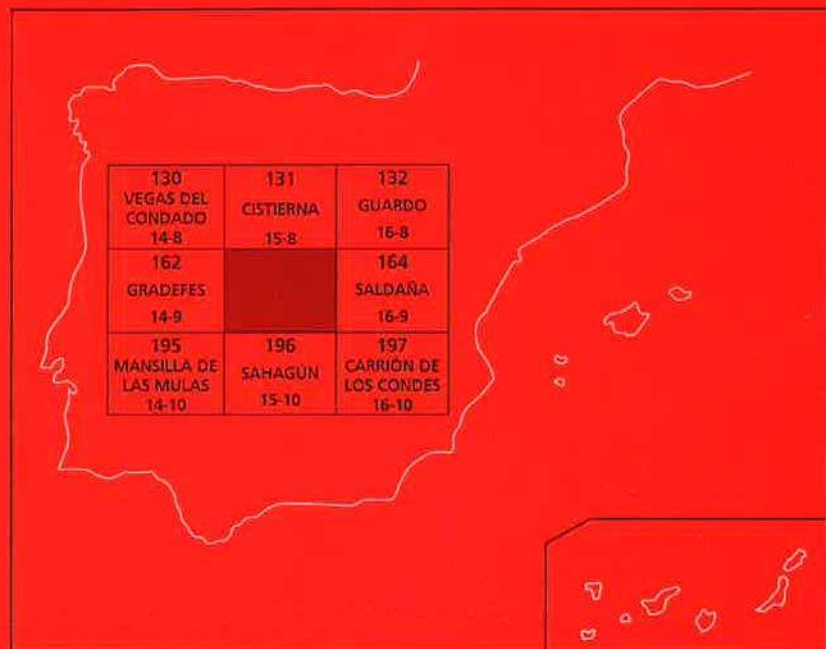 130
VEGAS DEL
CONDADO
14-8
131
CISTIERNA
15-8
132
GUARDO
16-8
162
GRADEFES
14-9
164
SALDAÑA
16-9
195
MANSILLA DE
LAS MULAS
14-10
196
SAHAGÚN
15-10
197
CARRIÓN DE
LOS CONDES
16-10